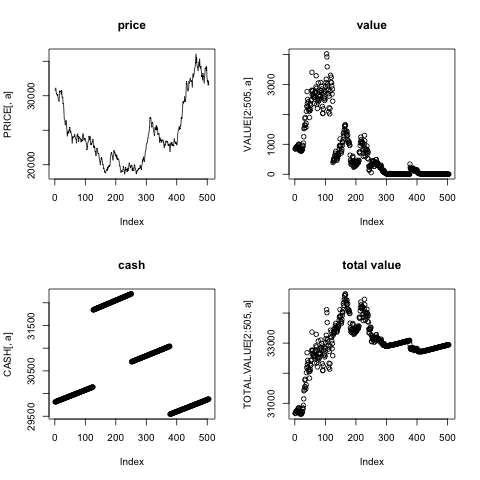 price
PRICE[, a]
20000 30000
0 100 200 300 400 500
Index
value
VALUE[2:505, a]
0 1000 3000
0 100 200 300 400 500
Index
cash
CASH[, a]
29500 30500 31500
0 100 200 300 400 500
Index
total value
TOTAL.VALUE[2:505, a]
31000 33000
0 100 200 300 400 500
Index